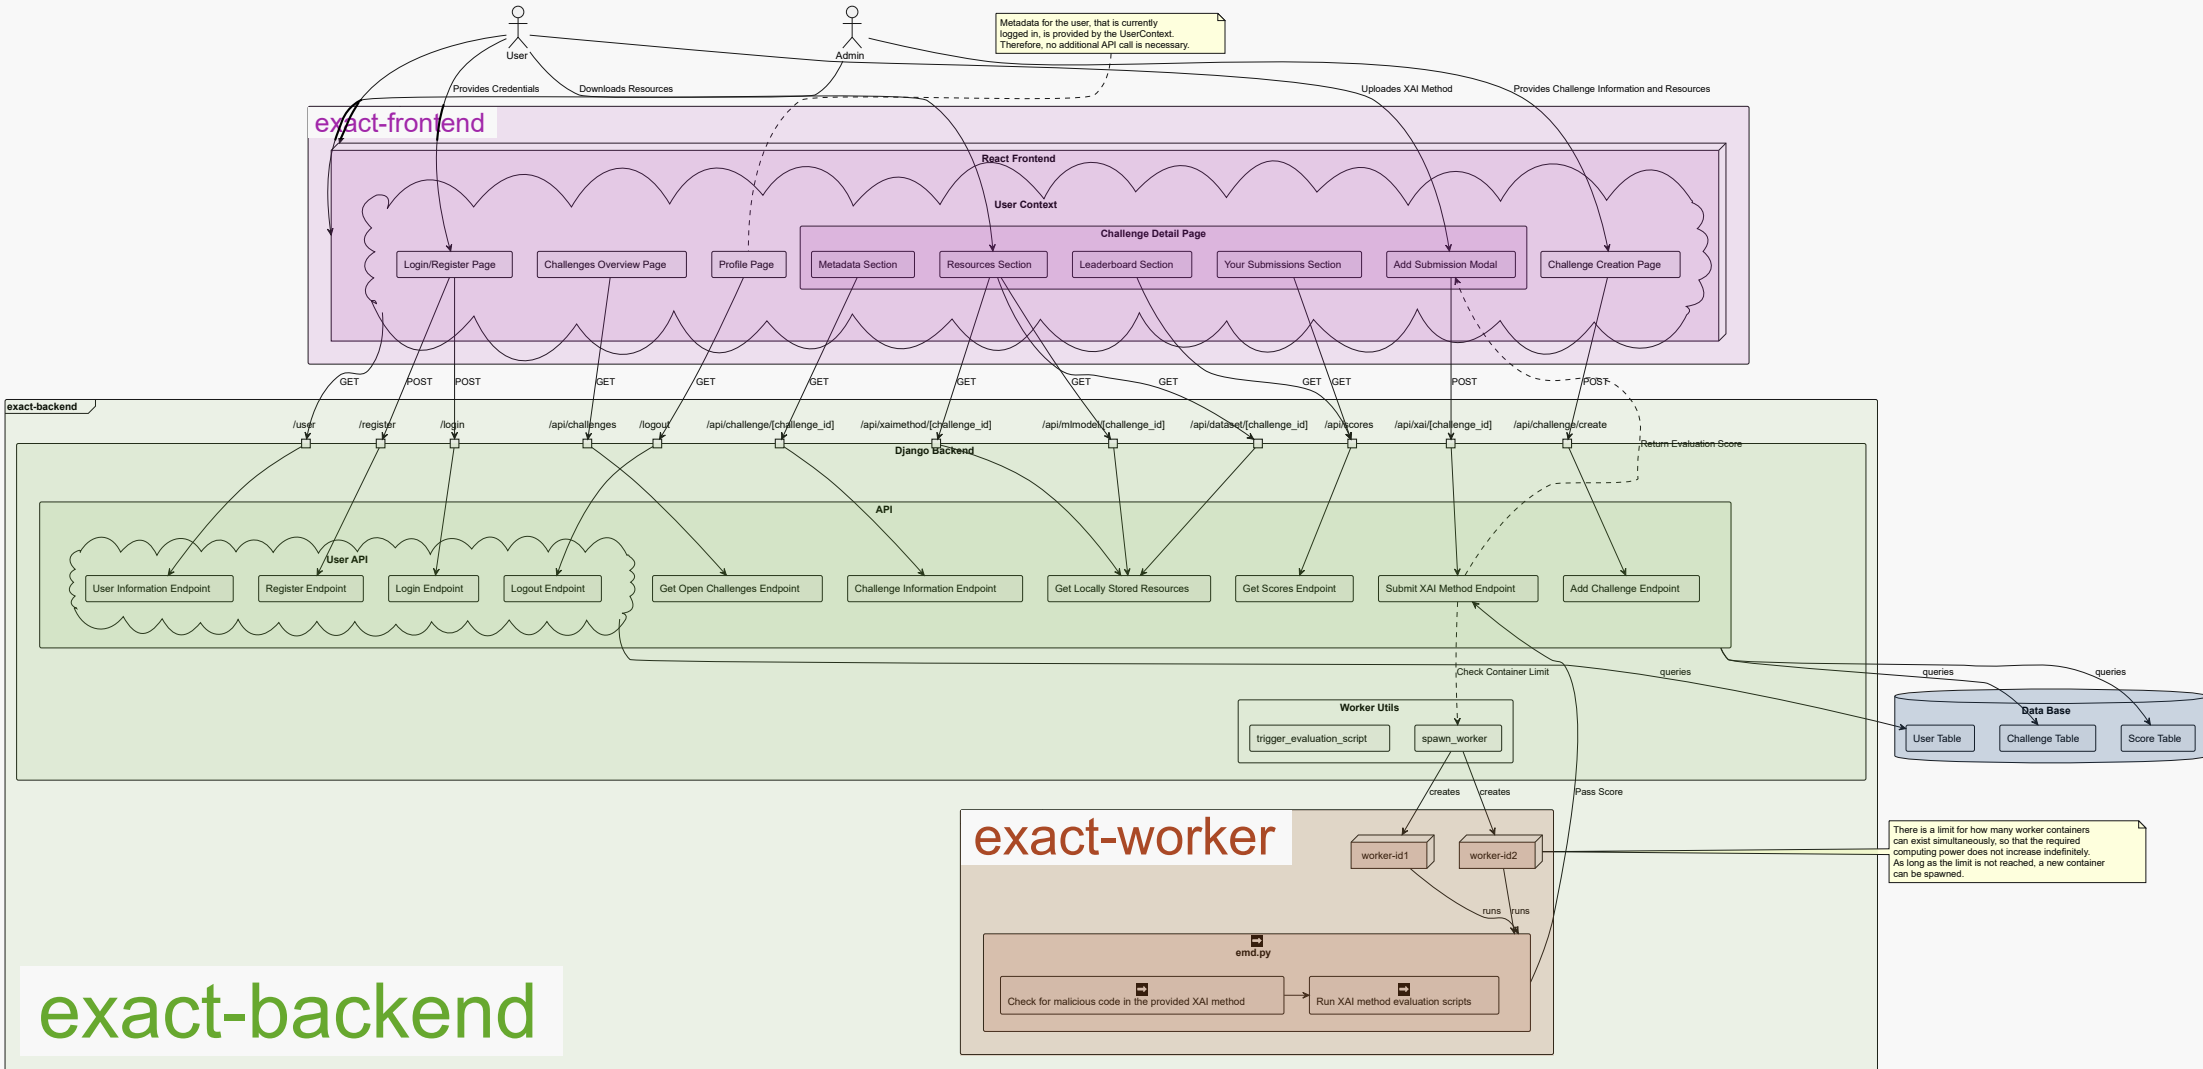 User
Admin
Metadata for the user, that is currently
logged in, is provided by the UserContext.
Therefore, no additional API call is necessary.
Provides Credentials
Downloads Resources
Uploades XAI Method
Provides Challenge Information and Resources
exact-frontend
React Frontend
User Context
Challenge Detail Page
Login/Register Page
Challenges Overview Page
Profile Page
Metadata Section
Resources Section
Leaderboard Section
Your Submissions Section
Add Submission Modal
Challenge Creation Page
GET
POST
POST
GET
GET
GET
GET
GET
GET
GET
GET
POST
POST
exact-backend
/user
/register
/login
/api/challenges
/logout
/api/challenge/[challenge_id]
/api/xaimethod/[challenge_id]
/api/mlmodel/[challenge_id]
/api/dataset/[challenge_id]
/api/scores
/api/xai/[challenge_id]
/api/challenge/create
Return Evaluation Score
Django Backend
API
User API
User Information Endpoint
Register Endpoint
Login Endpoint
Logout Endpoint
Get Open Challenges Endpoint
Challenge Information Endpoint
Get Locally Stored Resources
Get Scores Endpoint
Submit XAI Method Endpoint
Add Challenge Endpoint
Check Container Limit
queries
queries
queries
Worker Utils
trigger_evaluation_script
spawn_worker
Data Base
User Table
Challenge Table
Score Table
creates
creates
Pass Score
exact-worker
worker-id1
worker-id2
There is a limit for how many worker containers
can exist simultaneously, so that the required
computing power does not increase indefinitely.
As long as the limit is not reached, a new container
can be spawned.
runs
runs
emd.py
Check for malicious code in the provided XAI method
Run XAI method evaluation scripts
exact-backend